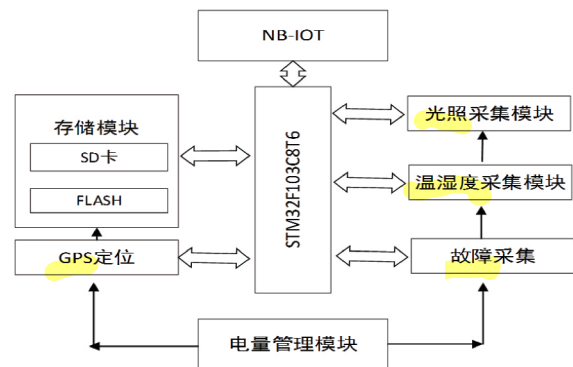 NB-IOT
存储模块
SD卡
FLASH
GPS定位
STM32F103C8T6
光照采集模块
温湿度采集模块
故障采集
电量管理模块